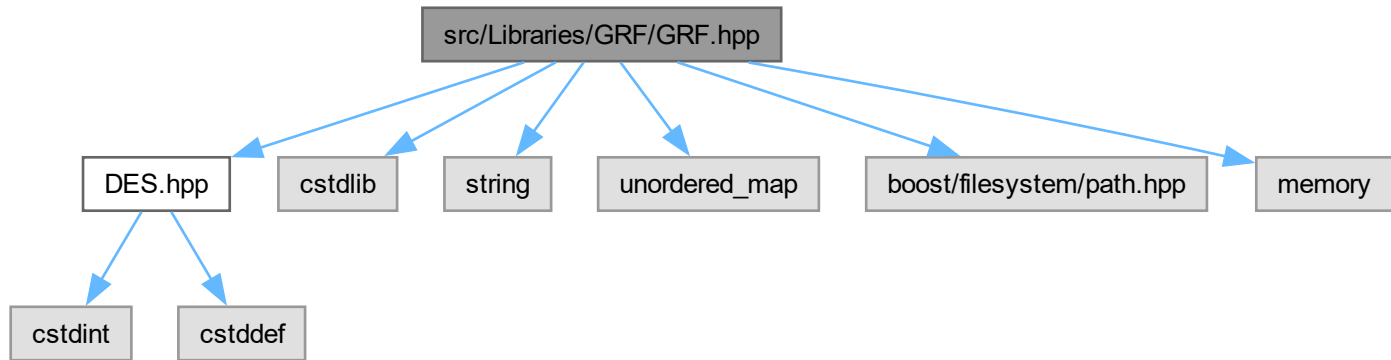 src/Libraries/GRF/GRF.hpp
DES.hpp
cstdlib
string
unordered_map
boost/filesystem/path.hpp
memory
cstdint
cstddef